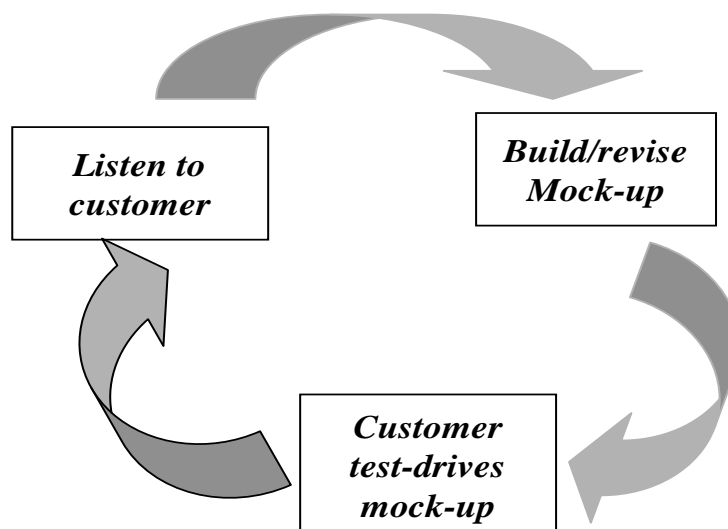 Listen to
customer
Build/revise
Mock-up
Customer
test-drives
mock-up